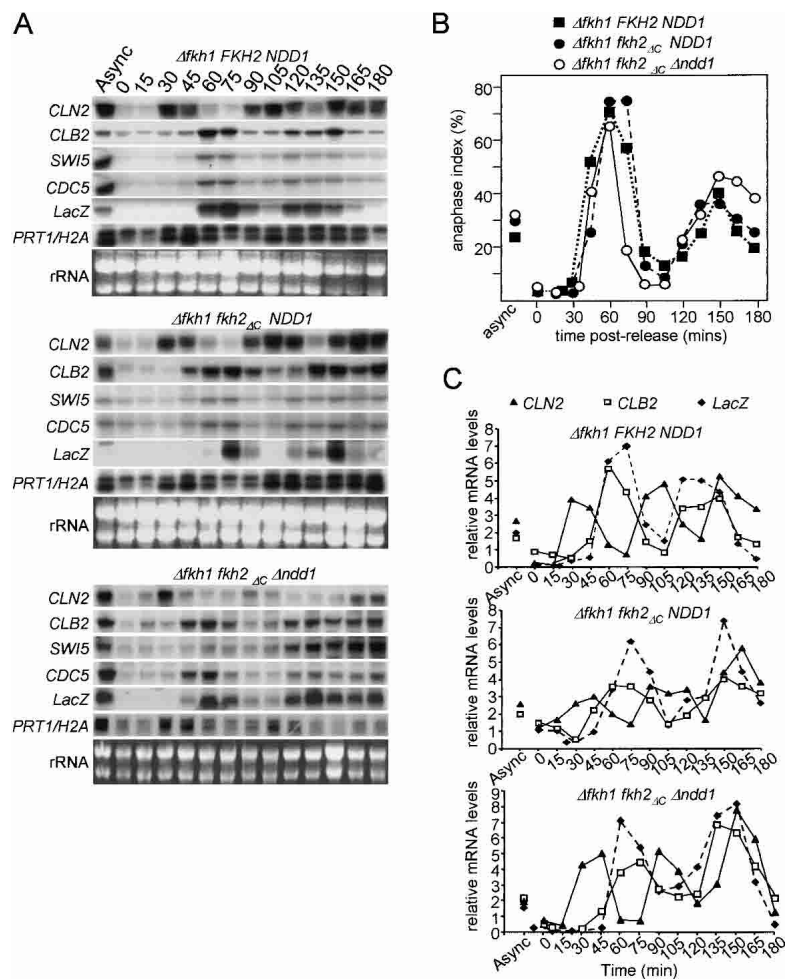 A
Δfkh1 FKH2 NDD1
Async 0 15 30 45 60 75 90 105 120 135 150 165 180
CLN2
CLB2
SWI5
CDC5
LacZ
PRT1/H2A
rRNA
Δfkh1 fkh2ΔC NDD1
CLN2
CLB2
SWI5
CDC5
LacZ
PRT1/H2A
rRNA
Δfkh1 fkh2ΔC Δndd1
CLN2
CLB2
SWI5
CDC5
LacZ
PRT1/H2A
rRNA
B
Δfkh1 FKH2 NDD1
Δfkh1 fkh2ΔC NDD1
Δfkh1 fkh2ΔC Δndd1
anaphase index (%)
80
60
40
20
async 0 30 60 90 120 150 180
time post-release (mins)
C
CLN2 CLB2 LacZ
Δfkh1 FKH2 NDD1
relative mRNA levels
8
7
6
5
4
3
2
1
0
Async 0 15 30 45 60 75 90 105 120 135 150 165 180
Δfkh1 fkh2ΔC NDD1
relative mRNA levels
8
7
6
5
4
3
2
1
0
Async 0 15 30 45 60 75 90 105 120 135 150 165 180
Δfkh1 fkh2ΔC Δndd1
relative mRNA levels
9
8
7
6
5
4
3
2
1
0
Async 0 15 30 45 60 75 90 105 120 135 150 165 180
Time (min)